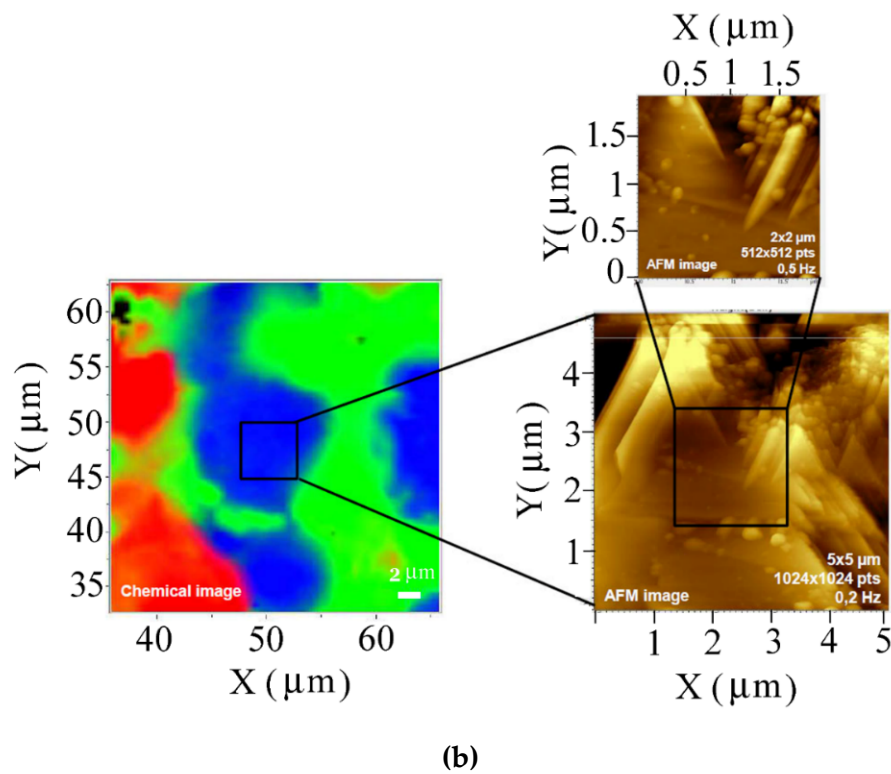 X (μm)
0.5 1 1.5
Y( μm)
1.5
1
0.5
0
2x2 μm
512x512 pts
0,5 Hz
AFM image
Y( μm)
60
55
50
45
40
35
Chemical image
2 μm
40 50 60
X (μm)
Y( μm)
4
3
2
1
5x5 μm
1024x1024 pts
0,2 Hz
AFM image
1 2 3 4 5
X (μm)
(b)